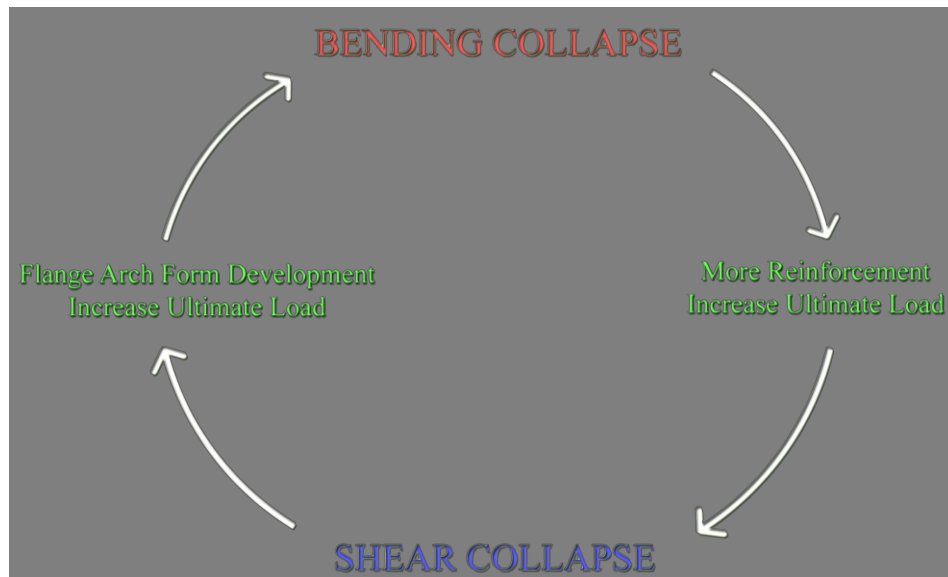 BENDING COLLAPSE
Flange Arch Form Development
Increase Ultimate Load
More Reinforcement
Increase Ultimate Load
SHEAR COLLAPSE